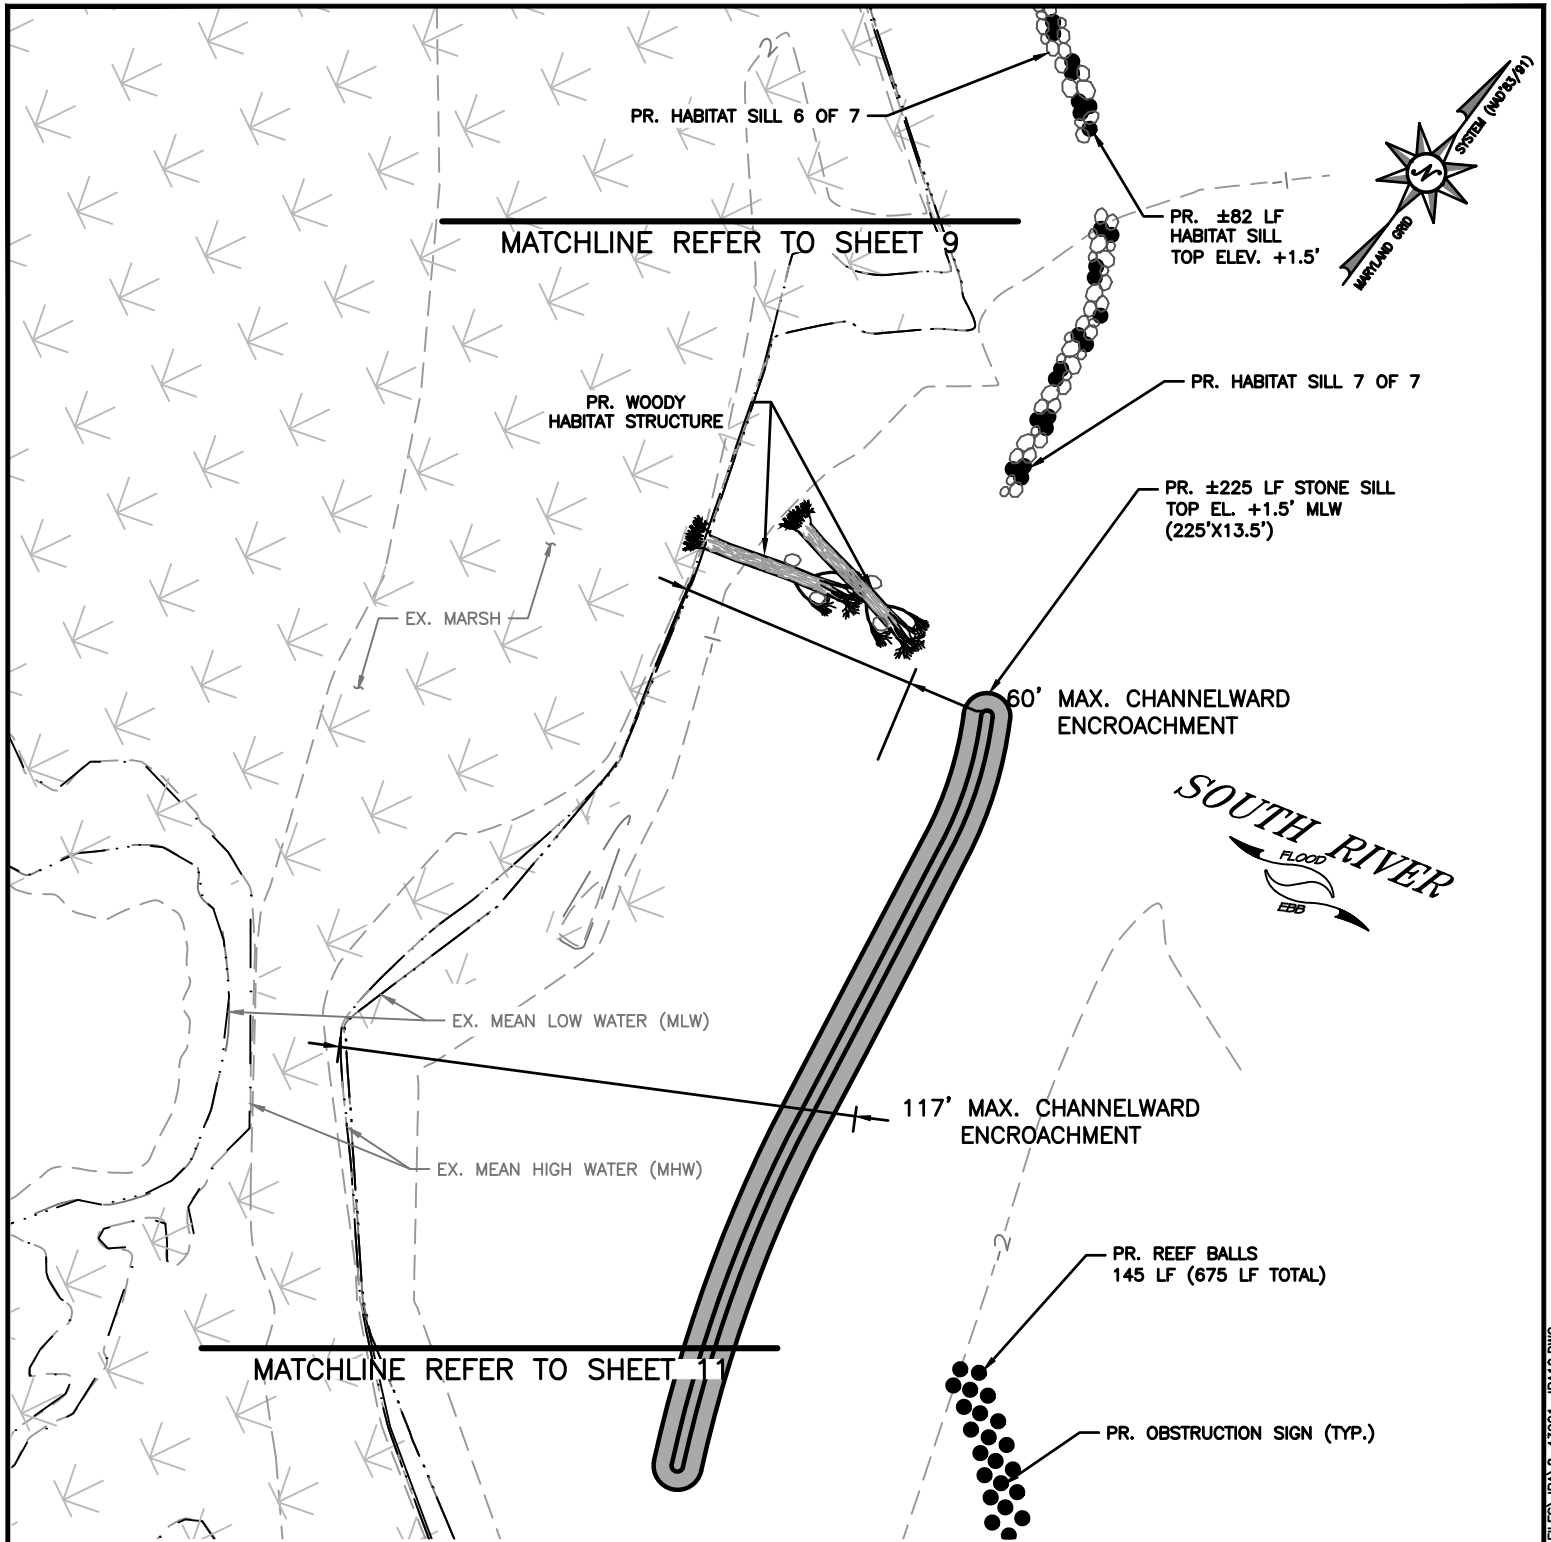 2
PR. HABITAT SILL 6 OF 7
SYSTEM (NAD'83/91)
N
MARYLAND GRID
1
PR. ±82 LF
HABITAT SILL
TOP ELEV. +1.5'
MATCHLINE REFER TO SHEET 9
PR. HABITAT SILL 7 OF 7
PR. WOODY
HABITAT STRUCTURE
PR. ±225 LF STONE SILL
TOP EL. +1.5' MLW
(225'X13.5')
EX. MARSH
1
60' MAX. CHANNELWARD
ENCROACHMENT
SOUTH RIVER
FLOOD
EBB
EX. MEAN LOW WATER (MLW)
117' MAX. CHANNELWARD
ENCROACHMENT
EX. MEAN HIGH WATER (MHW)
2
PR. REEF BALLS
145 LF (675 LF TOTAL)
MATCHLINE REFER TO SHEET 11
PR. OBSTRUCTION SIGN (TYP.)